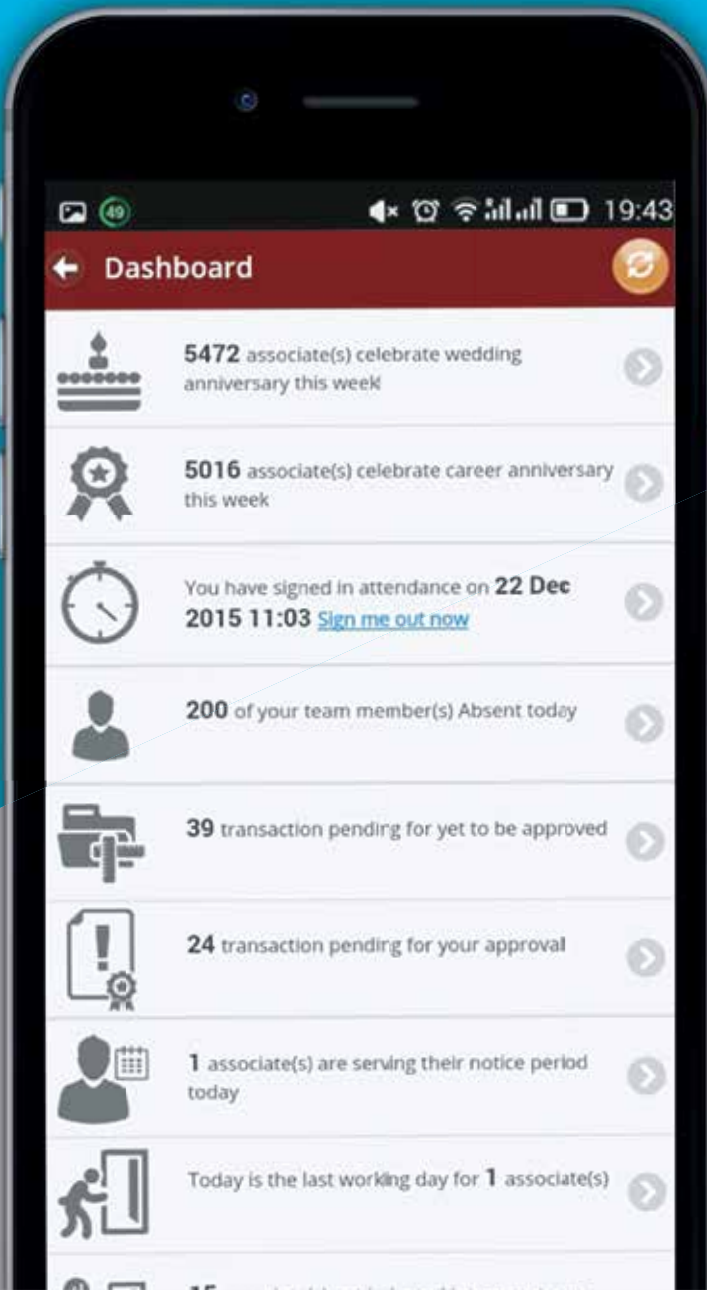 49
19:43
Dashboard
5472 associate(s) celebrate wedding
anniversary this week
5016 associate(s) celebrate career anniversary
this week
You have signed in attendance on 22 Dec
2015 11:03 Sign me out now
200 of your team member(s) Absent today
39 transaction pending for yet to be approved
24 transaction pending for your approval
1 associate(s) are serving their notice period
today
Today is the last working day for 1 associate(s)
15